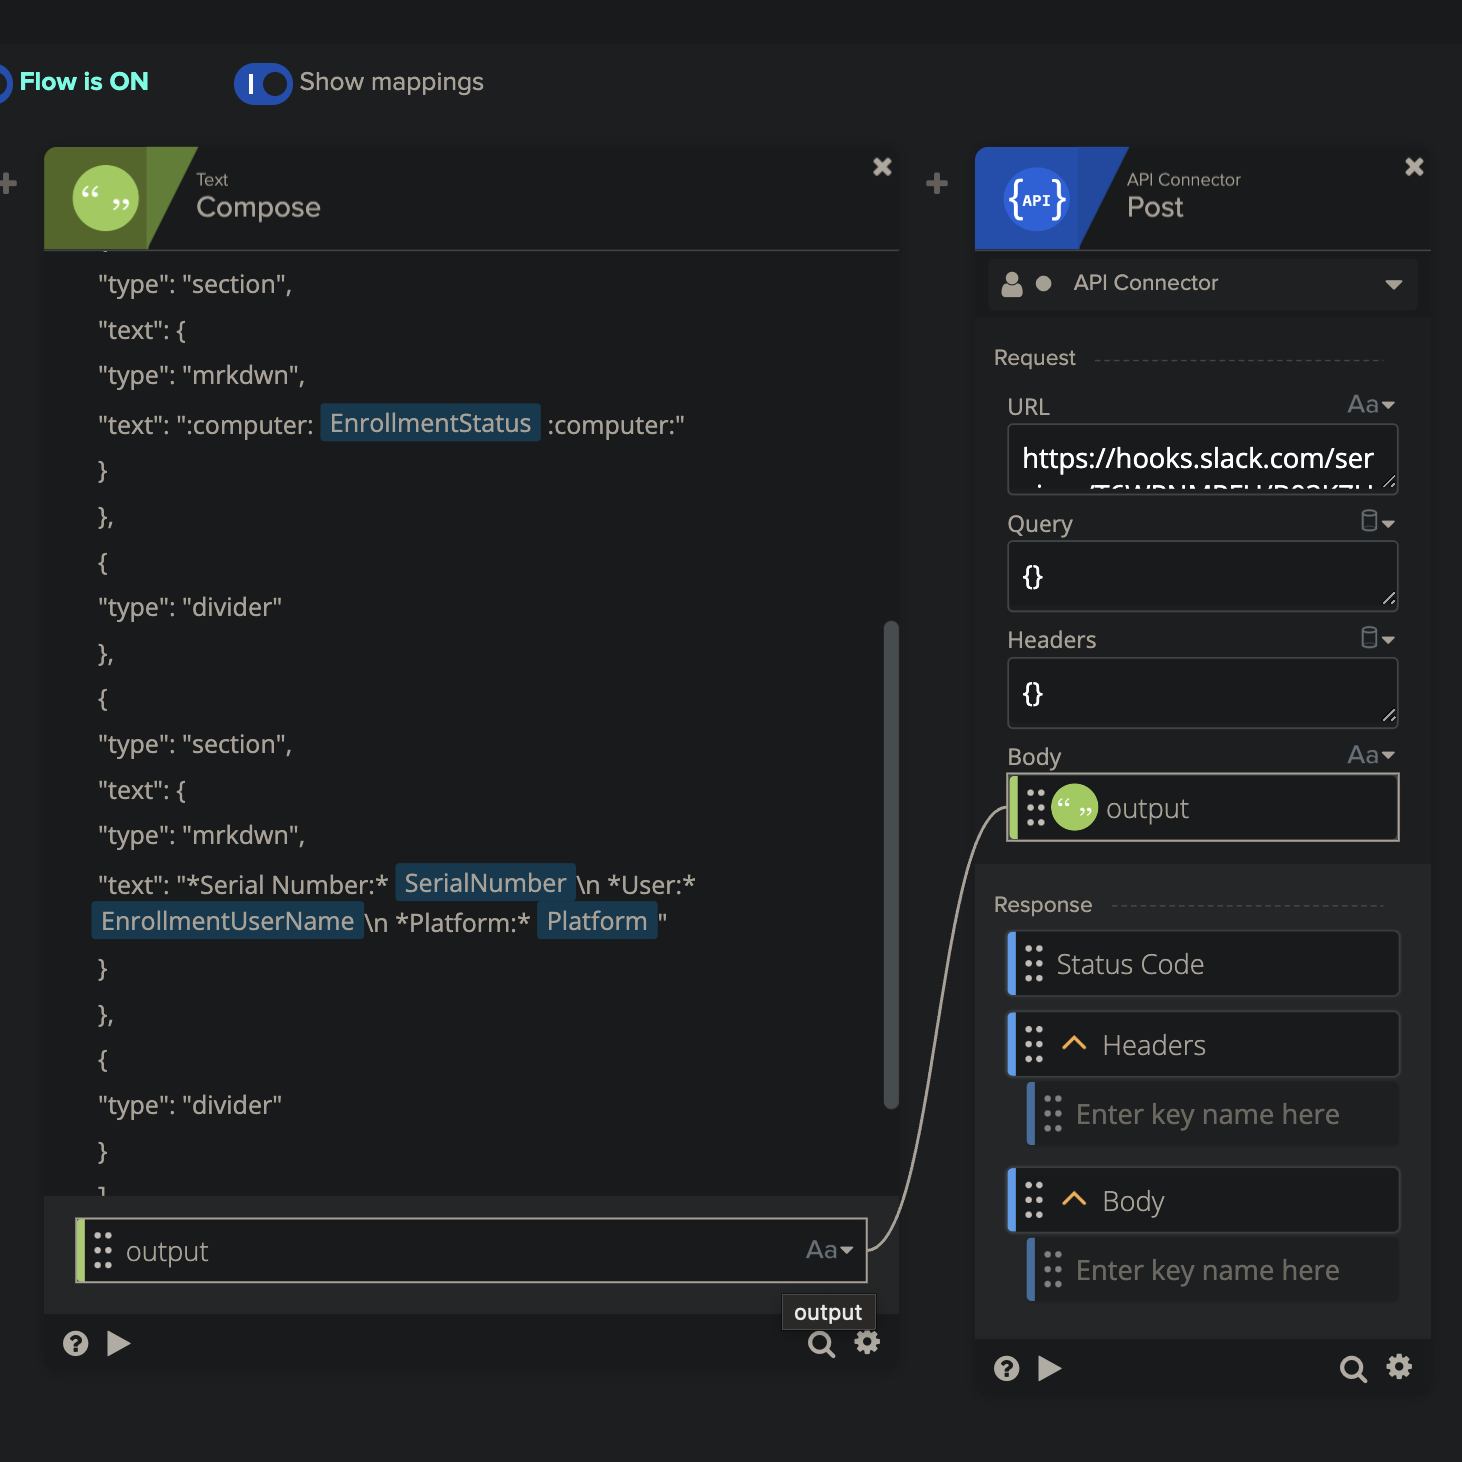 Flow is ON
Show mappings
Text
Compose
"type": "section",
"text": {
"type": "mrkdwn",
"text": ":computer: EnrollmentStatus :computer:"
}
},
{
"type": "divider"
},
{
"type": "section",
"text": {
"type": "mrkdwn",
"text": "*Serial Number:* SerialNumber \n *User:*
EnrollmentUserName \n *Platform:* Platform "
}
},
{
"type": "divider"
}
]
output Aa
output
{API}
API Connector
Post
API Connector
Request
URL Aa
https://hooks.slack.com/ser
Query
{}
Headers
{}
Body Aa
output
Response
Status Code
Headers
Enter key name here
Body
Enter key name here